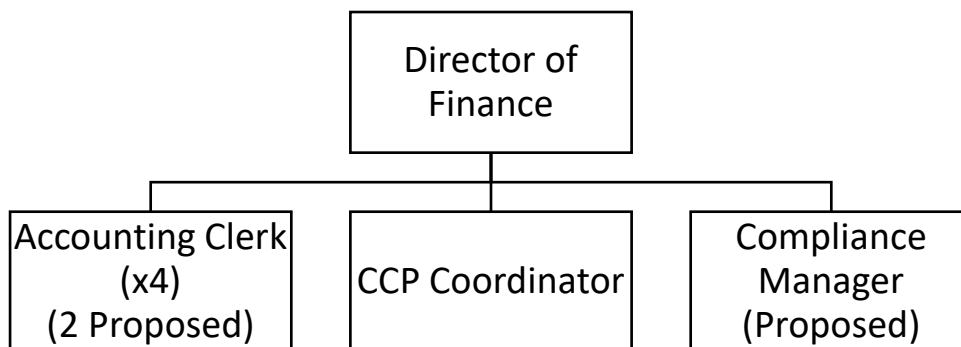 Director of
Finance
Accounting Clerk
(x4)
(2 Proposed)
CCP Coordinator
Compliance
Manager
(Proposed)